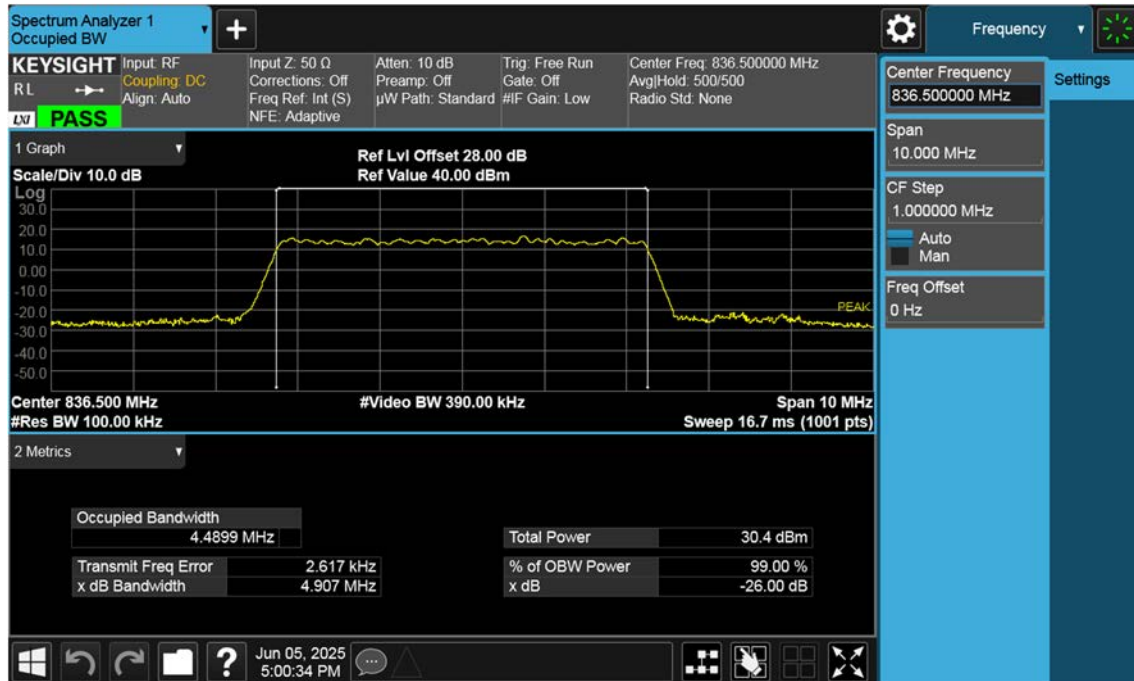 Spectrum Analyzer 1
Occupied BW
+
Frequency
KEYSIGHT
R L
LXI PASS
Input: RF
Coupling: DC
Align: Auto
Input Z: 50 Ω
Corrections: Off
Freq Ref: Int (S)
NFE: Adaptive
Atten: 10 dB
Preamp: Off
µW Path: Standard
Trig: Free Run
Gate: Off
#IF Gain: Low
Center Freq: 836.500000 MHz
Avg|Hold: 500/500
Radio Std: None
Center Frequency
836.500000 MHz
Settings
Span
10.000 MHz
CF Step
1.000000 MHz
Auto
Man
Freq Offset
0 Hz
1 Graph
Scale/Div 10.0 dB
Ref Lvl Offset 28.00 dB
Ref Value 40.00 dBm
Log
30.0
20.0
10.0
0.00
-10.0
-20.0
-30.0
-40.0
-50.0
PEAK
Center 836.500 MHz
#Video BW 390.00 kHz
Span 10 MHz
#Res BW 100.00 kHz
Sweep 16.7 ms (1001 pts)
2 Metrics
Occupied Bandwidth
4.4899 MHz
Total Power 30.4 dBm
Transmit Freq Error 2.617 kHz
% of OBW Power 99.00 %
x dB Bandwidth 4.907 MHz
x dB -26.00 dB
?
Jun 05, 2025
5:00:34 PM